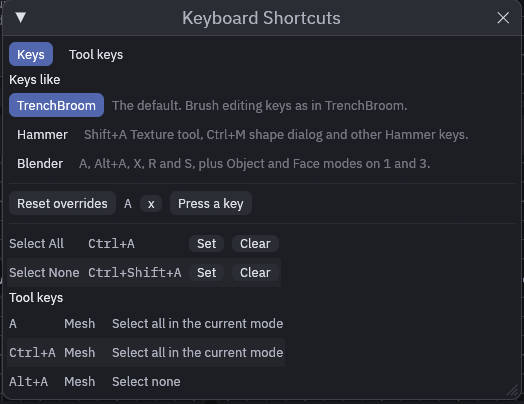 ▼ Keyboard Shortcuts ×
Keys Tool keys
Keys like
TrenchBroom The default. Brush editing keys as in TrenchBroom.
Hammer Shift+A Texture tool, Ctrl+M shape dialog and other Hammer keys.
Blender A, Alt+A, X, R and S, plus Object and Face modes on 1 and 3.
Reset overrides A x Press a key
Select All Ctrl+A Set Clear
Select None Ctrl+Shift+A Set Clear
Tool keys
A Mesh Select all in the current mode
Ctrl+A Mesh Select all in the current mode
Alt+A Mesh Select none